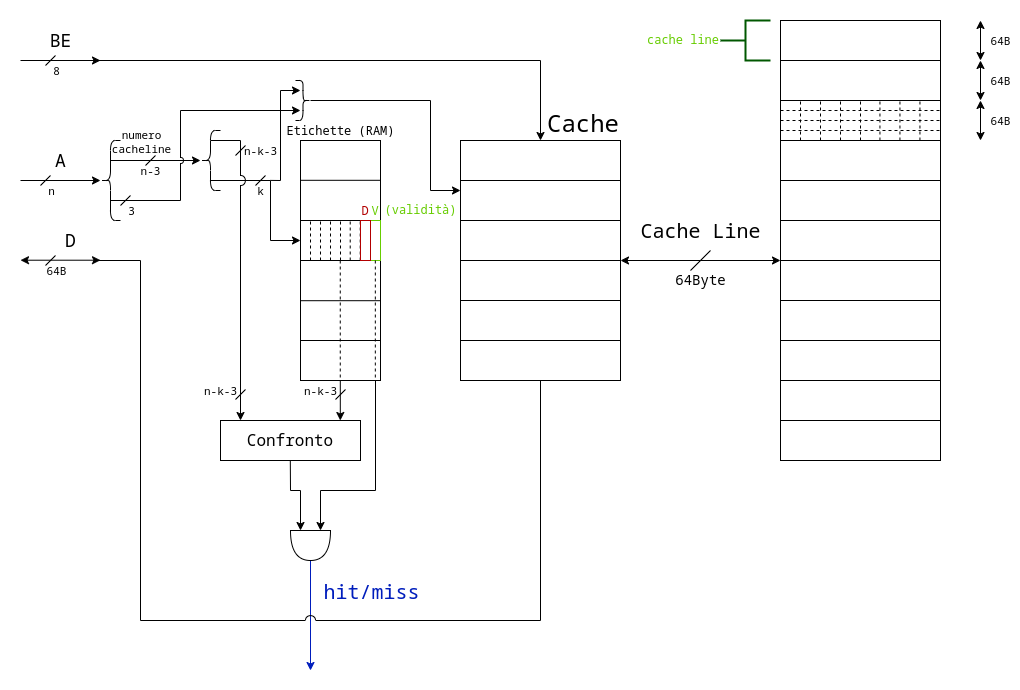 BE
8
cache line
64B
64B
64B
Cache
numero
cacheline
n-3
Etichette (RAM)
n-k-3
A
n
k
3
D V (validità)
D
64B
Cache Line
64Byte
n-k-3
n-k-3
Confronto
hit/miss